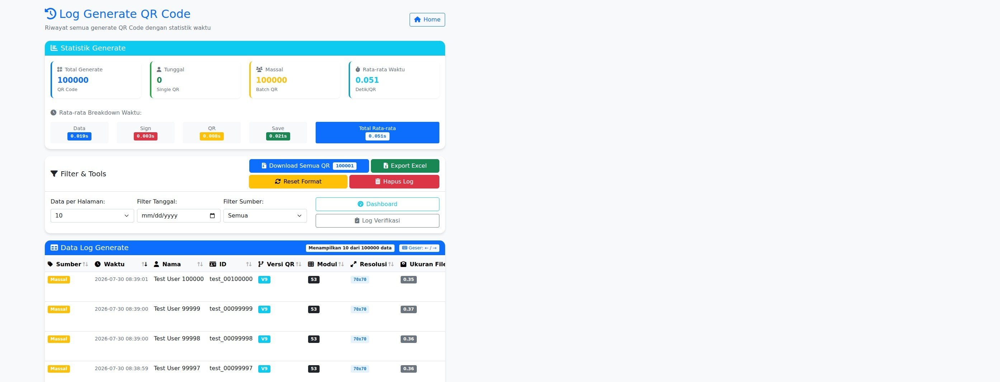 Log Generate QR Code
Home
Riwayat semua generate QR Code dengan statistik waktu
Statistik Generate
Total Generate
100000
QR Code
Tunggal
0
Single QR
Massal
100000
Batch QR
Rata-rata Waktu
0.051
Detik/QR
Rata-rata Breakdown Waktu:
Data
0.019s
Sign
0.003s
QR
0.008s
Save
0.021s
Total Rata-rata
0.051s
Filter & Tools
Download Semua QR 100001
Export Excel
Reset Format
Hapus Log
Data per Halaman:
10
Filter Tanggal:
mm/dd/yyyy
Filter Sumber:
Semua
Dashboard
Log Verifikasi
Data Log Generate
Menampilkan 10 dari 100000 data
Geser: ← / →
Sumber Waktu Nama ID Versi QR Modul Resolusi Ukuran File
Massal 2026-07-30 08:39:01 Test User 100000 test_00100000 V9 53 70x70 0.35
Massal 2026-07-30 08:39:00 Test User 99999 test_00099999 V9 53 70x70 0.37
Massal 2026-07-30 08:39:00 Test User 99998 test_00099998 V9 53 70x70 0.36
Massal 2026-07-30 08:38:59 Test User 99997 test_00099997 V9 53 70x70 0.36